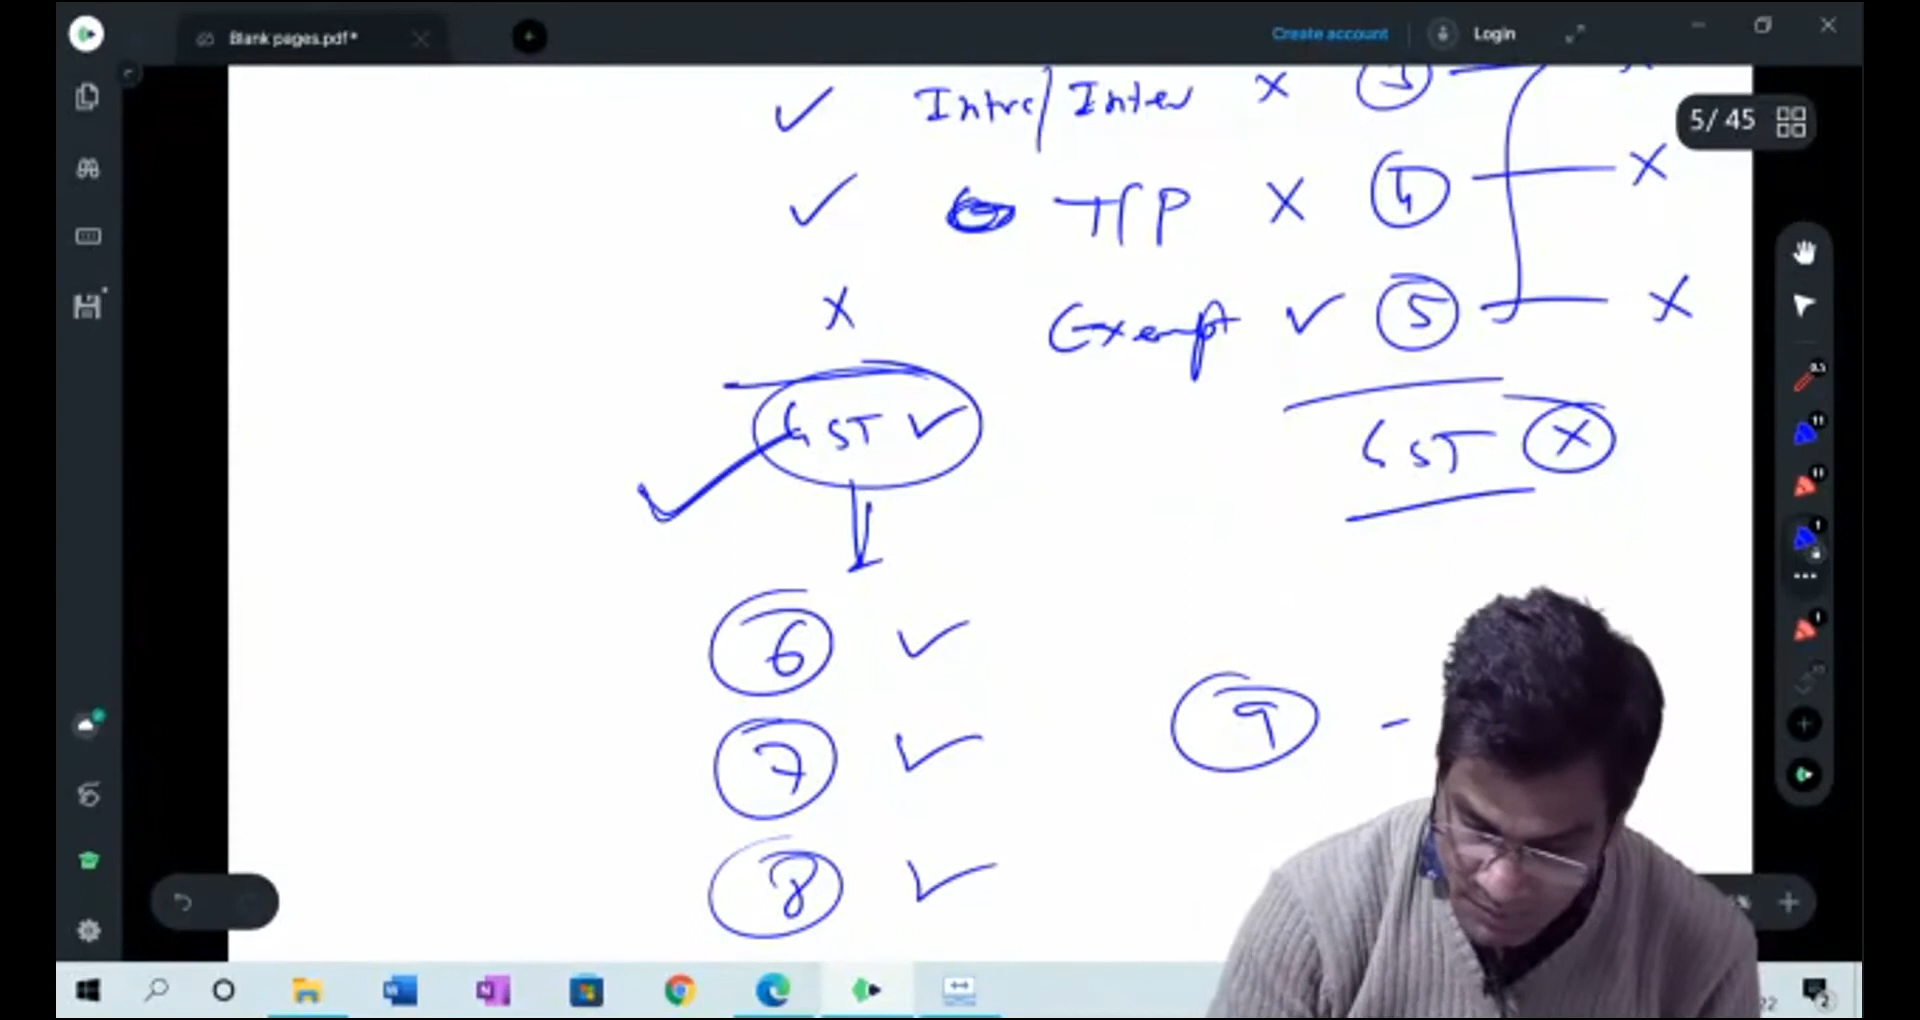 Blank pages.pdf*
Create account
Login
✓ Intra/Inter X 3 X
5/ 45
✓ X 4 X
X Exempt ✓ 5 X
GST ✓ GST X
6 ✓
7 ✓ 9 -
8 ✓